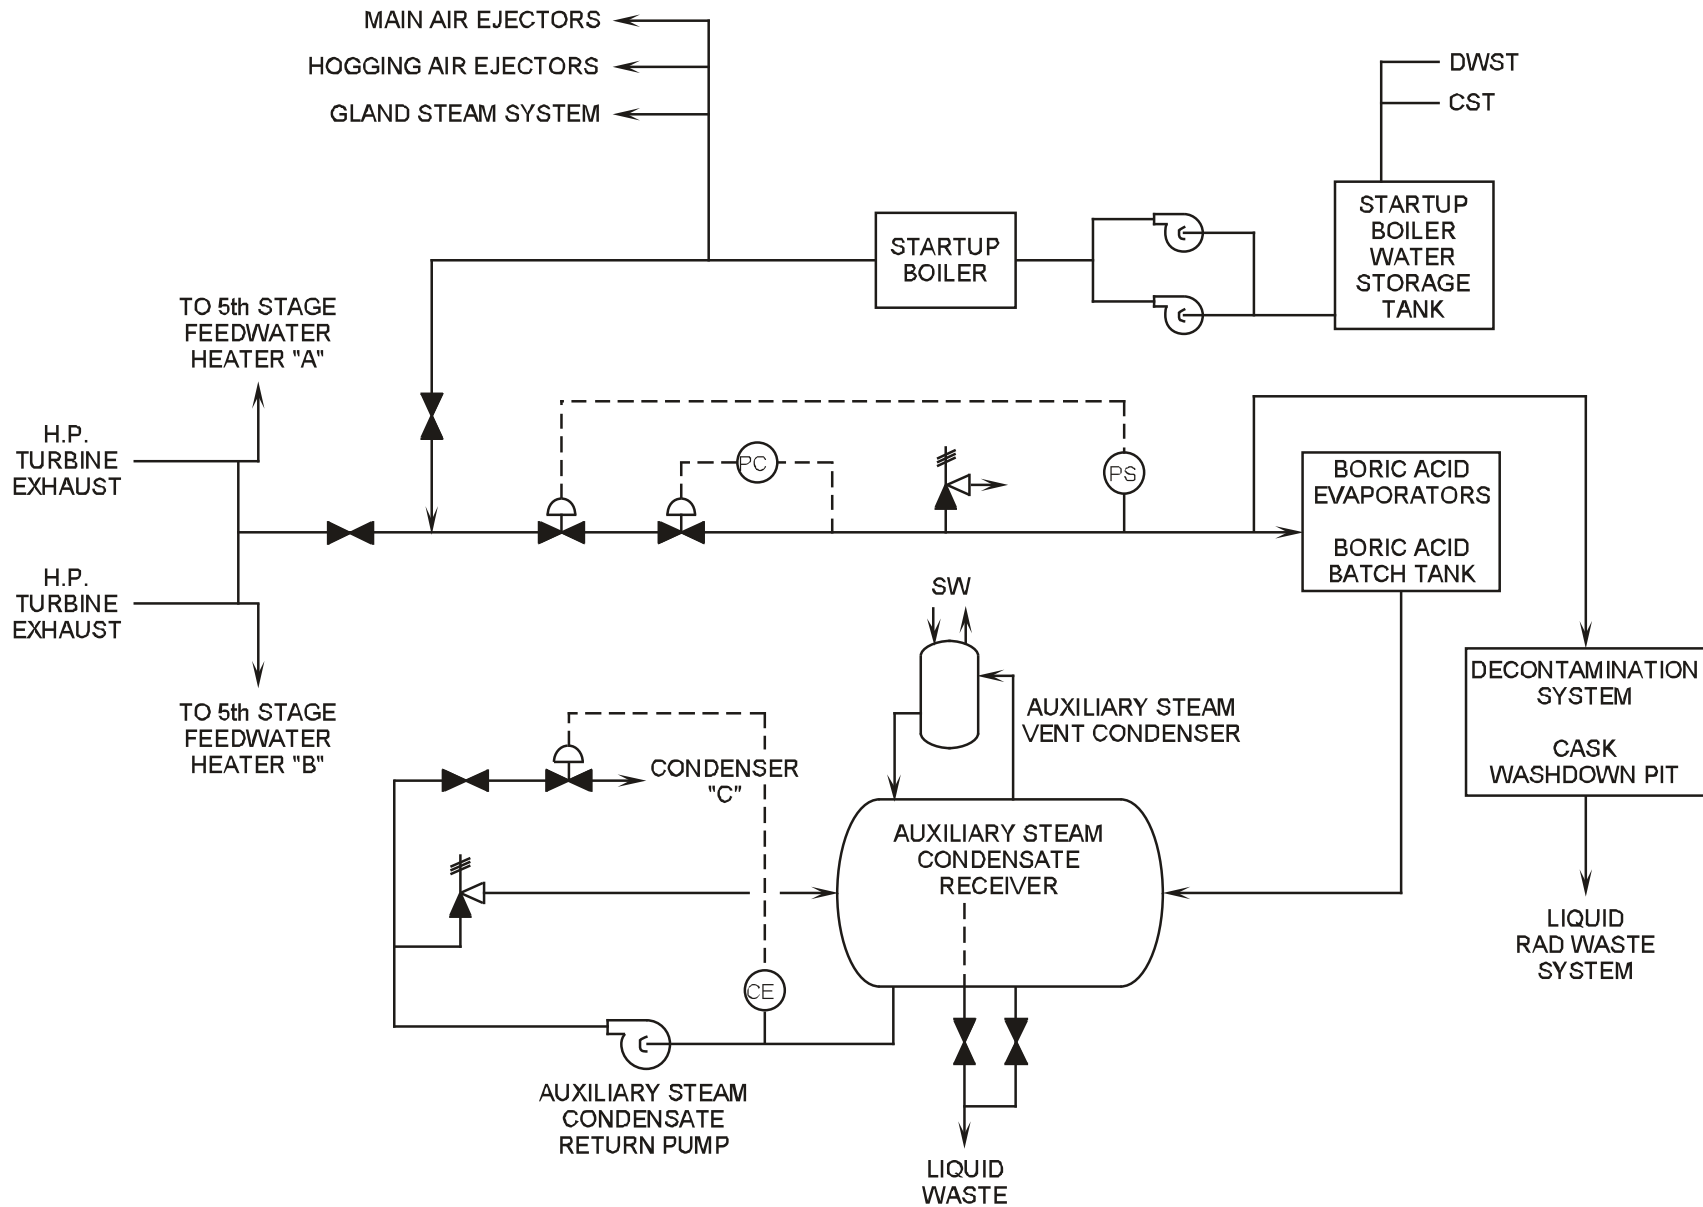 MAIN AIR EJECTORS
HOGGING AIR EJECTORS
GLAND STEAM SYSTEM
DWST
CST
STARTUP
BOILER
WATER
STORAGE
TANK
STARTUP
BOILER
TO 5th STAGE
FEEDWATER
HEATER "A"
H.P.
TURBINE
EXHAUST
PC
PS
BORIC ACID
EVAPORATORS
BORIC ACID
BATCH TANK
H.P.
TURBINE
EXHAUST
SW
TO 5th STAGE
FEEDWATER
HEATER "B"
AUXILIARY STEAM
VENT CONDENSER
DECONTAMINATION
SYSTEM
CASK
WASHDOWN PIT
CONDENSER
"C"
AUXILIARY STEAM
CONDENSATE
RECEIVER
LIQUID
RAD WASTE
SYSTEM
CE
AUXILIARY STEAM
CONDENSATE
RETURN PUMP
LIQUID
WASTE